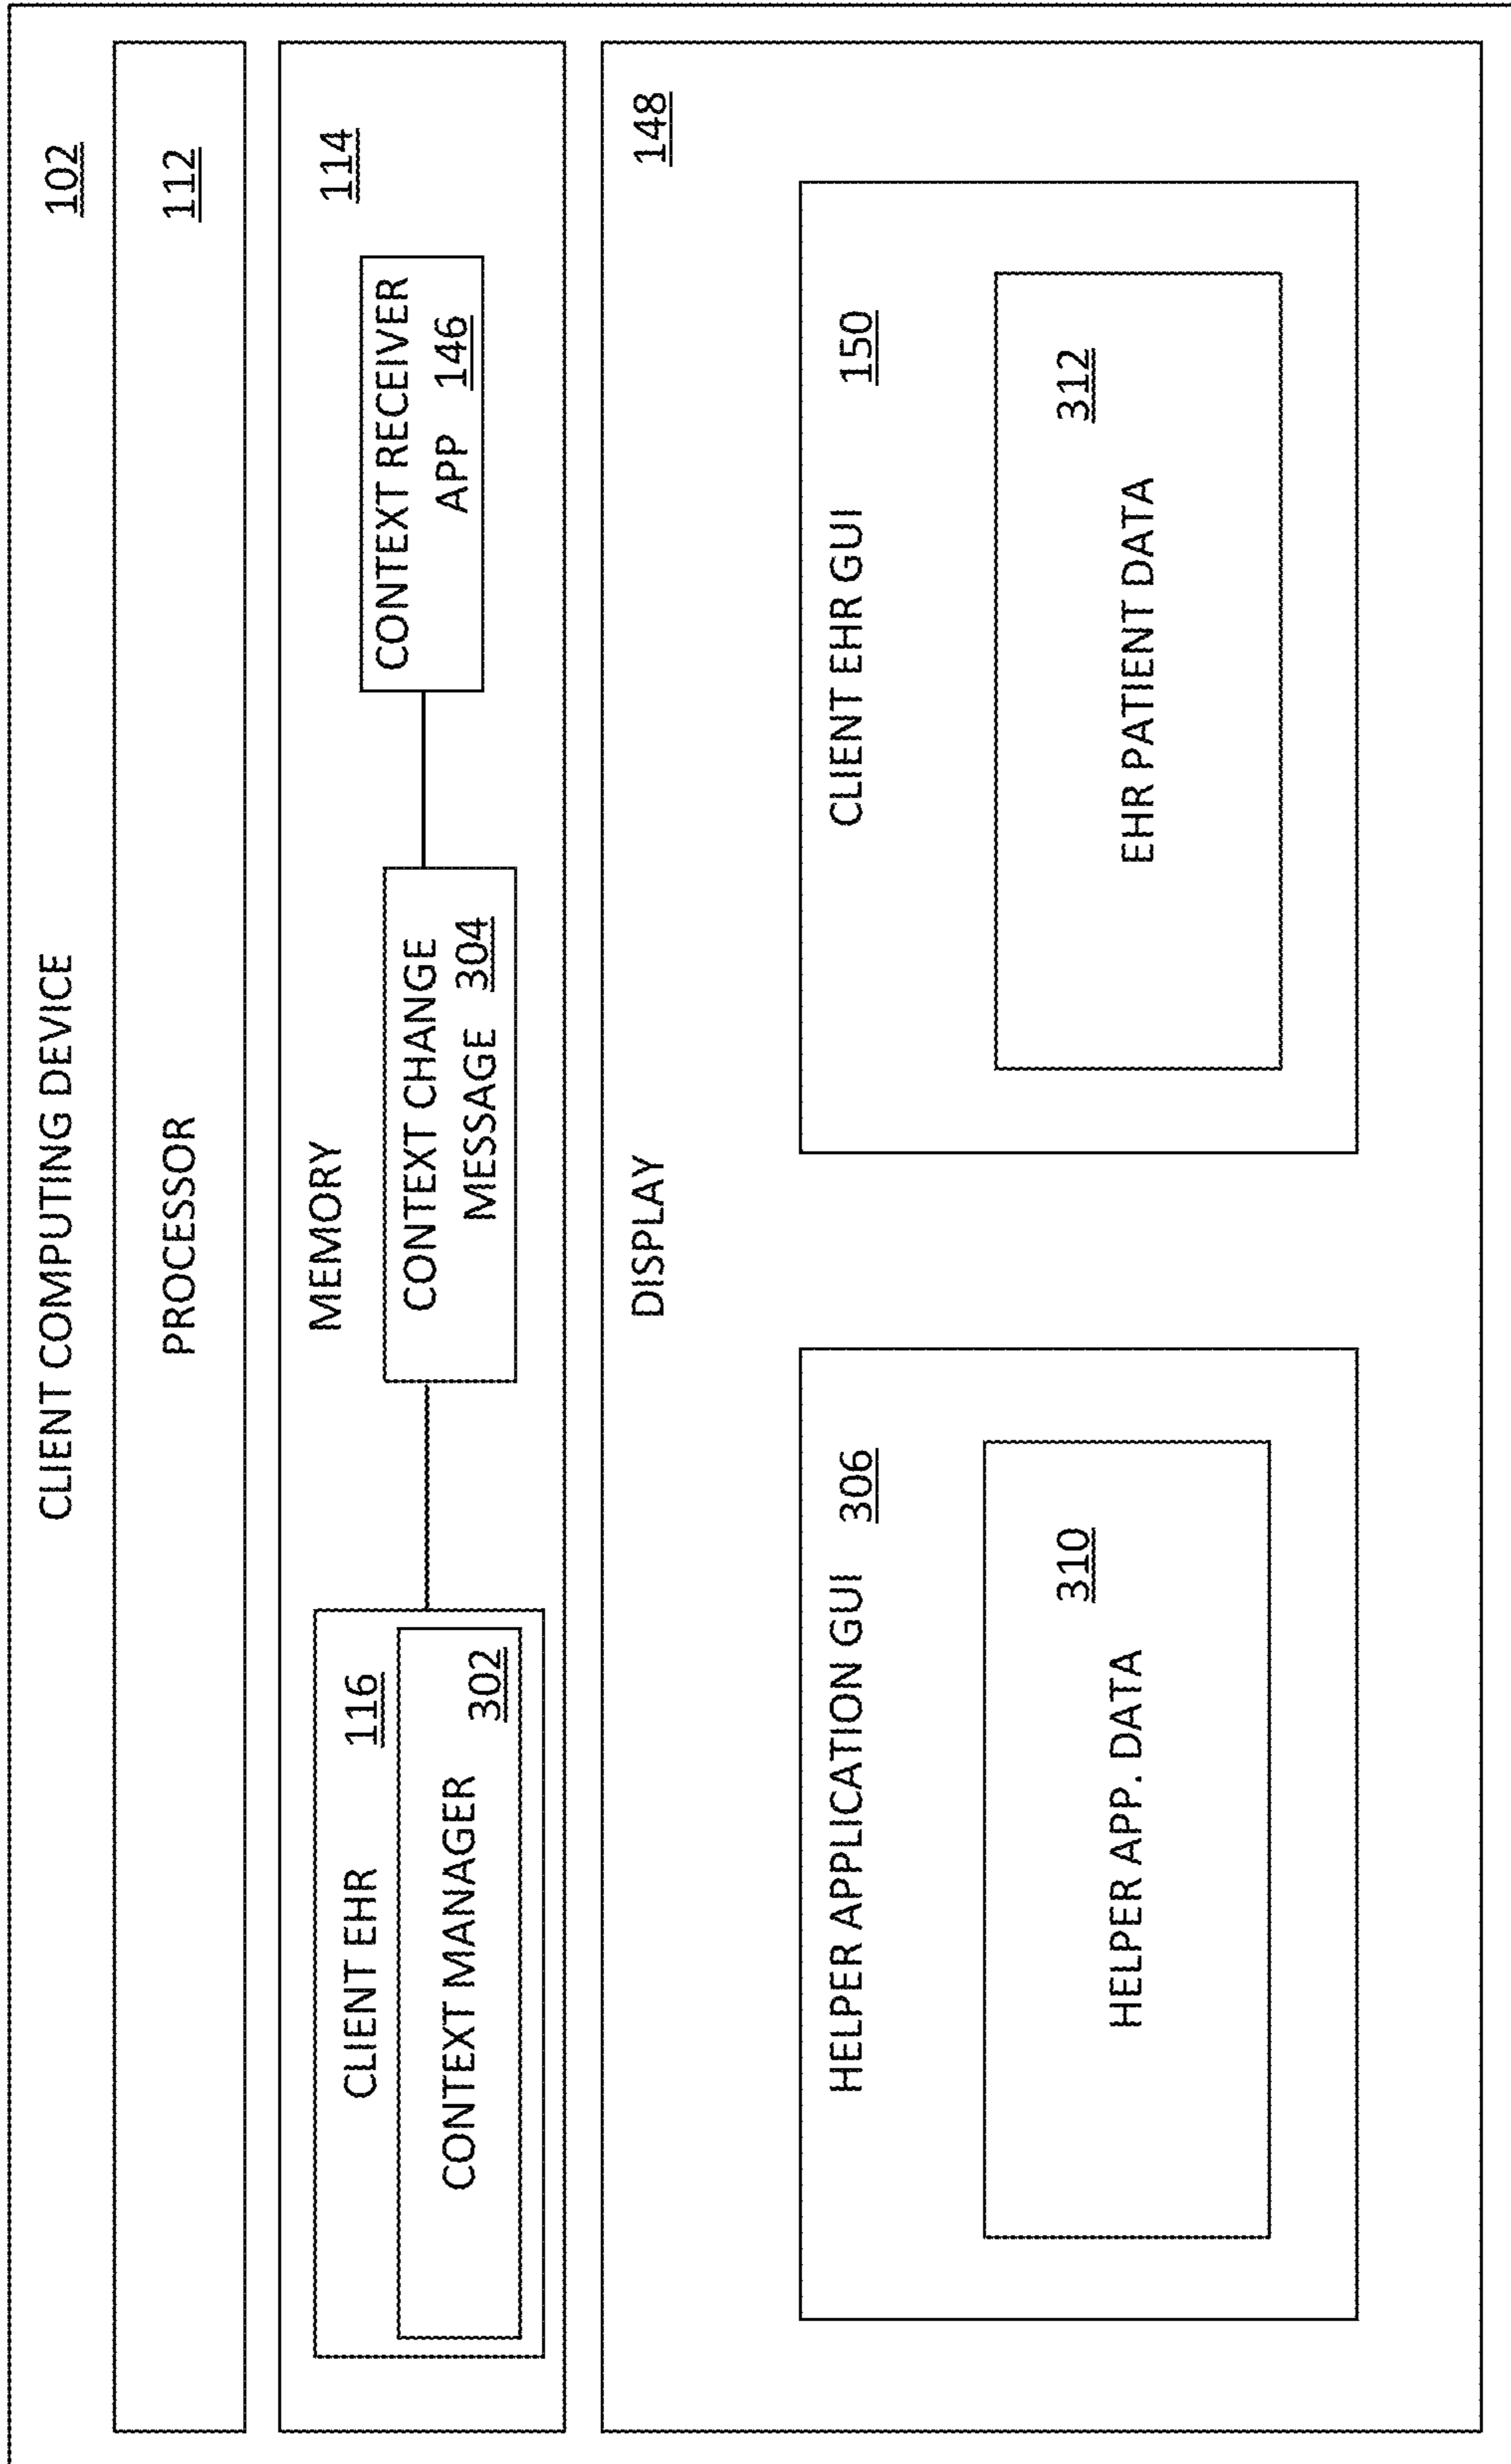 CLIENT COMPUTING DEVICE 102
PROCESSOR 112
MEMORY 114
CLIENT EHR 116
CONTEXT MANAGER 302
CONTEXT CHANGE
MESSAGE 304
CONTEXT RECEIVER
APP 146
DISPLAY 148
HELPER APPLICATION GUI 306
310
HELPER APP. DATA
CLIENT EHR GUI 150
312
EHR PATIENT DATA